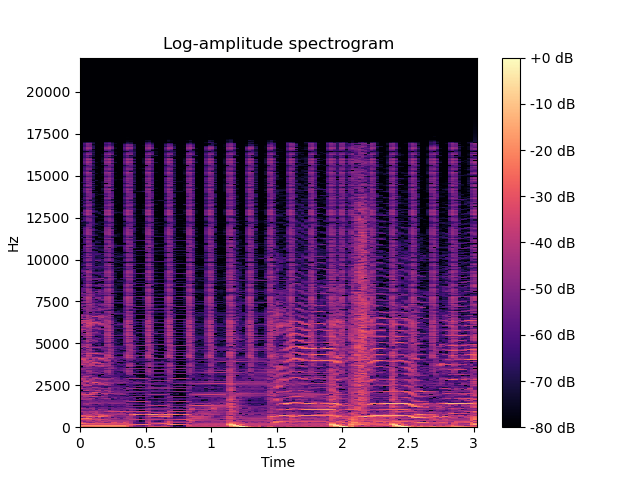 Log-amplitude spectrogram
20000
17500
15000
12500
10000
7500
5000
2500
0
Hz
0
0.5
1
1.5
2
2.5
3
Time
+0 dB
-10 dB
-20 dB
-30 dB
-40 dB
-50 dB
-60 dB
-70 dB
-80 dB